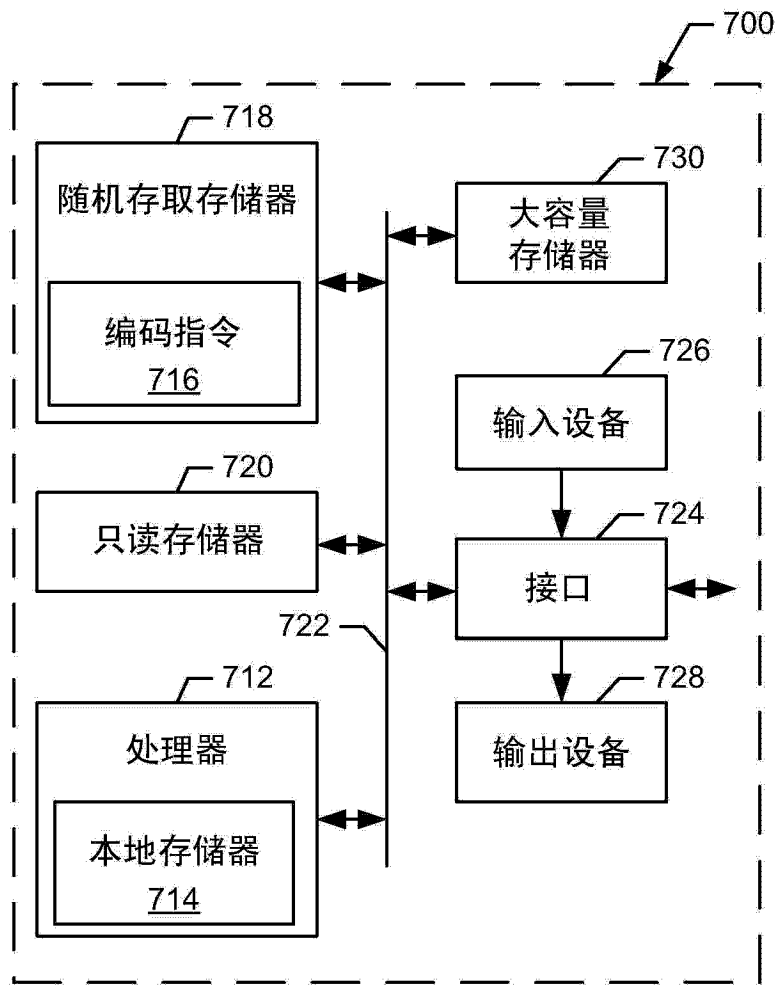 700
718
随机存取存储器
编码指令
716
730
大容量
存储器
726
输入设备
720
只读存储器
724
接口
722
712
处理器
本地存储器
714
728
输出设备